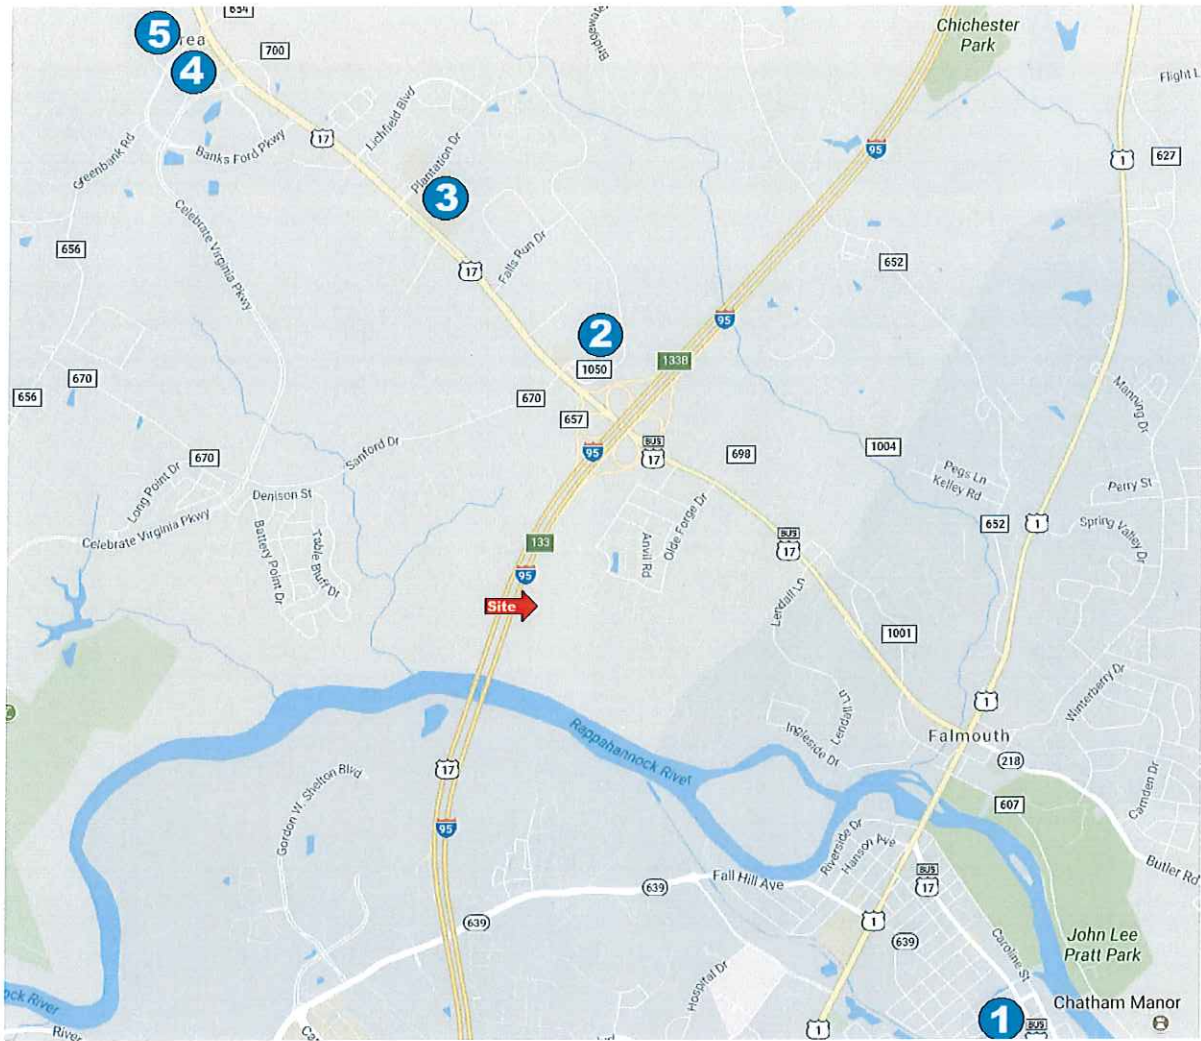 654
Chichester
Park
5
rea
700
4
Flight L
Lichfield Blvd
17
95
1
627
Banks Ford Pkwy
Greenbank Rd
Plantation Dr
3
Celebrate Virginia Pkwy
Falls Run Dr
656
17
652
95
2
133B
1050
670
656
670
657
Manning Dr
BUS
17
95
698
1004
Sanford Dr
670
Long Point Dr
Pegs Ln
Kelley Rd
Perry St
Denison St
Olde Forge Dr
Anvil Rd
652
1
Spring Valley Dr
Celebrate Virginia Pkwy
Battery Point Dr
Table Bluff Dr
133
BUS
17
95
Site
Lendall Ln
1001
Winterberry Dr
1
Lendall Ln
Ingleside Dr
Falmouth
Rappahannock River
218
17
Gordon W. Shelton Blvd
607
Camden Dr
95
Riverside Dr
Hanson Ave
BUS
17
Butler Rd
Fall Hill Ave
639
639
1
639
Caroline St
John Lee
Pratt Park
Hospital Dr
ock River
Chatham Manor
River
1
1
BUS